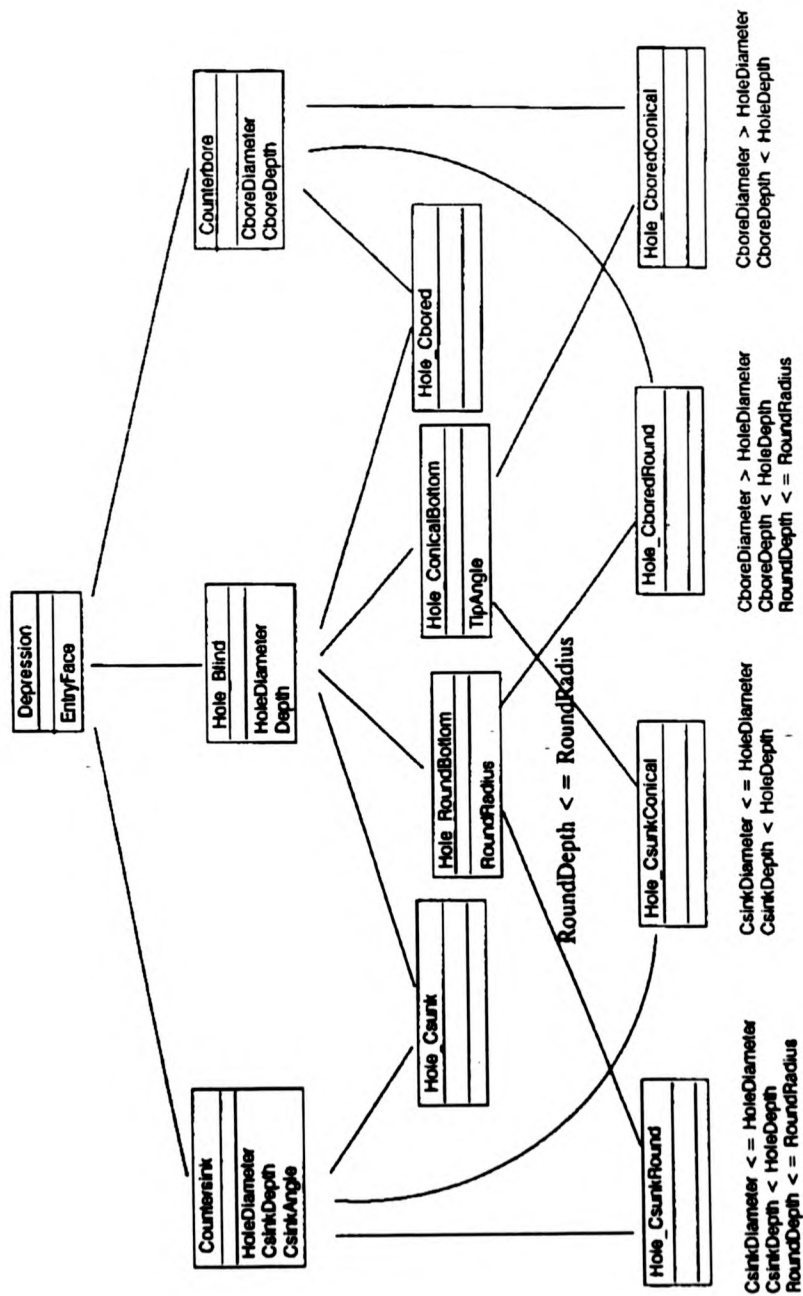 Depression
EntryFace
Countersink
HoleDiameter
CsinkDepth
CsinkAngle
Hole_Blind
HoleDiameter
Depth
Counterbore
CboreDiameter
CboreDepth
Hole_Csunk
Hole_RoundBottom
RoundRadius
Hole_ConicalBottom
TipAngle
Hole_Cbored
RoundDepth < = RoundRadius
Hole_CsunkRound
Hole_CsunkConical
Hole_CboredRound
Hole_CboredConical
CsinkDiameter < = HoleDiameter
CsinkDepth < HoleDepth
RoundDepth < = RoundRadius
CsinkDiameter < = HoleDiameter
CsinkDepth < HoleDepth
CboreDiameter > HoleDiameter
CboreDepth < HoleDepth
RoundDepth < = RoundRadius
CboreDiameter > HoleDiameter
CboreDepth < HoleDepth